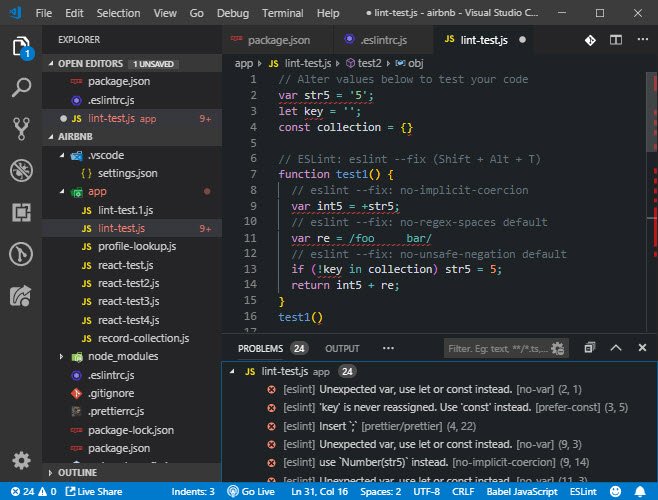 File Edit Selection View Go Debug Terminal Help ● lint-test.js - airbnb - Visual Studio C...
EXPLORER
OPEN EDITORS 1 UNSAVED
package.json
.eslintrc.js
lint-test.js app 9+
AIRBNB
.vscode
{ } settings.json
app
JS lint-test.1.js
JS lint-test.js 9+
JS profile-lookup.js
JS react-test.js
JS react-test2.js
JS react-test3.js
JS react-test4.js
JS record-collection.js
node_modules
.eslintrc.js
.gitignore
.prettierrc.js
package-lock.json
package.json
OUTLINE
package.json .eslintrc.js JS lint-test.js
app › JS lint-test.js › test2 › obj
1 // Alter values below to test your code
2 var str5 = '5';
3 let key = '';
4 const collection = {}
5
6 // ESLint: eslint --fix (Shift + Alt + T)
7 function test1() {
8 // eslint --fix: no-implicit-coercion
9 var int5 = +str5;
10 // eslint --fix: no-regex-spaces default
11 var re = /foo     bar/
12 // eslint --fix: no-unsafe-negation default
13 if (!key in collection) str5 = 5;
14 return int5 + re;
15 }
16 test1()
17
PROBLEMS 24 OUTPUT ••• Filter. Eg: text, **/*.ts,...
JS lint-test.js app 24
[eslint] Unexpected var, use let or const instead. [no-var] (2, 1)
[eslint] 'key' is never reassigned. Use 'const' instead. [prefer-const] (3, 5)
[eslint] Insert `;` [prettier/prettier] (4, 22)
[eslint] Unexpected var, use let or const instead. [no-var] (9, 3)
[eslint] use `Number(str5)` instead. [no-implicit-coercion] (9, 14)
[eslint] Unexpected var, use let or const instead. [no-var] (11, 3)
24 0 Live Share Indents: 3 Go Live Ln 31, Col 16 Spaces: 2 UTF-8 CRLF Babel JavaScript ESLint